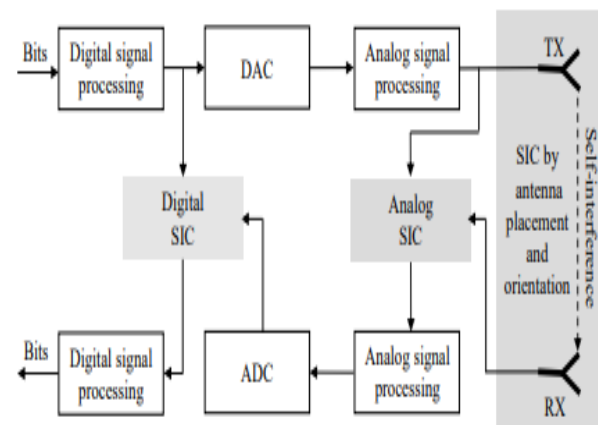 Bits
Digital signal
processing
DAC
Analog signal
processing
TX
Self-interference
SIC by
antenna
placement
and
orientation
Digital
SIC
Analog
SIC
Bits
Digital signal
processing
ADC
Analog signal
processing
RX